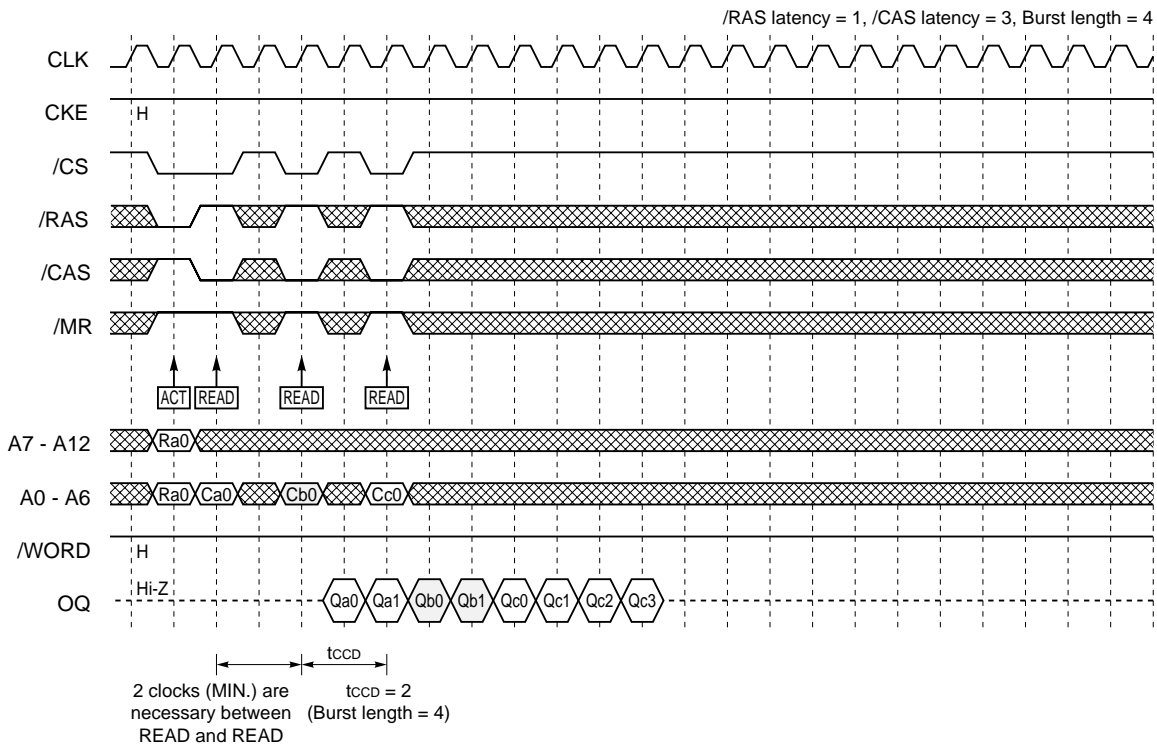 /RAS latency = 1, /CAS latency = 3, Burst length = 4
CLK
CKE H
/CS
/RAS
/CAS
/MR
ACT READ READ READ
A7 - A12 Ra0
A0 - A6 Ra0 Ca0 Cb0 Cc0
/WORD H
Hi-Z
OQ Qa0 Qa1 Qb0 Qb1 Qc0 Qc1 Qc2 Qc3
tCCD
2 clocks (MIN.) are tCCD = 2
necessary between (Burst length = 4)
READ and READ